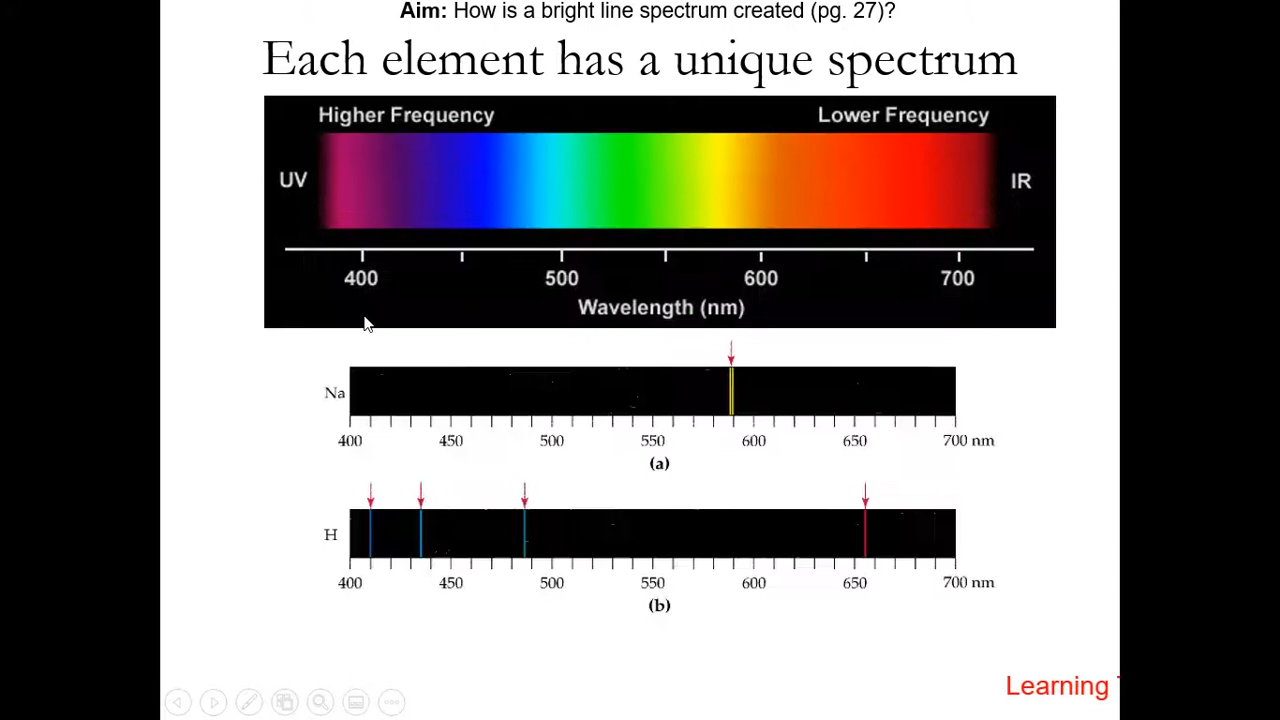 Aim: How is a bright line spectrum created (pg. 27)?
Each element has a unique spectrum
Higher Frequency Lower Frequency
UV IR
400 500 600 700
Wavelength (nm)
Na
400 450 500 550 600 650 700 nm
(a)
H
400 450 500 550 600 650 700 nm
(b)
Learning